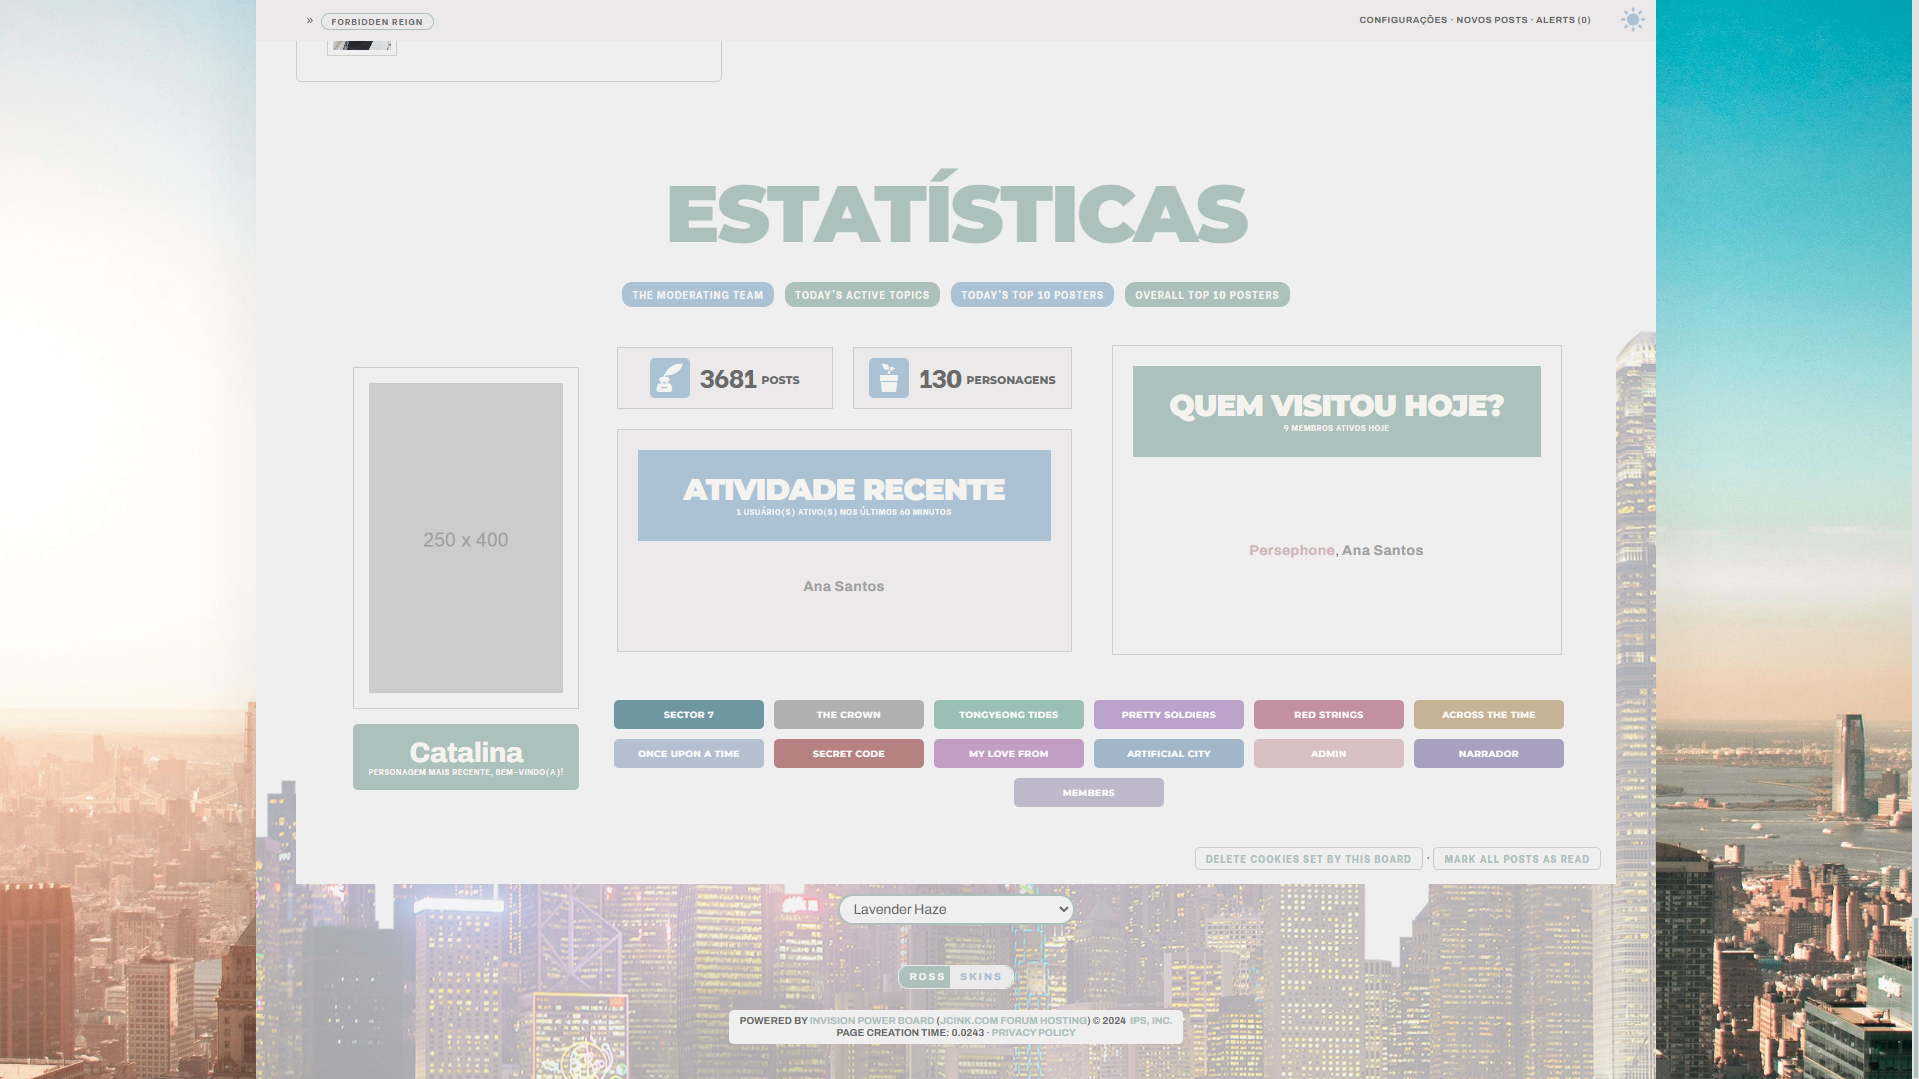 » FORBIDDEN REIGN
CONFIGURAÇÕES · NOVOS POSTS · ALERTS (0)
ESTATÍSTICAS
THE MODERATING TEAM
TODAY'S ACTIVE TOPICS
TODAY'S TOP 10 POSTERS
OVERALL TOP 10 POSTERS
250 x 400
Catalina
PERSONAGEM MAIS RECENTE, BEM-VINDO(A)!
3681 POSTS
130 PERSONAGENS
ATIVIDADE RECENTE
1 USUÁRIO(S) ATIVO(S) NOS ÚLTIMOS 60 MINUTOS
Ana Santos
QUEM VISITOU HOJE?
9 MEMBROS ATIVOS HOJE
Persephone, Ana Santos
SECTOR 7
THE CROWN
TONGYEONG TIDES
PRETTY SOLDIERS
RED STRINGS
ACROSS THE TIME
ONCE UPON A TIME
SECRET CODE
MY LOVE FROM
ARTIFICIAL CITY
ADMIN
NARRADOR
MEMBERS
DELETE COOKIES SET BY THIS BOARD · MARK ALL POSTS AS READ
Lavender Haze
ROSS SKINS
POWERED BY INVISION POWER BOARD (JCINK.COM FORUM HOSTING) © 2024 IPS, INC.
PAGE CREATION TIME: 0.0243 · PRIVACY POLICY